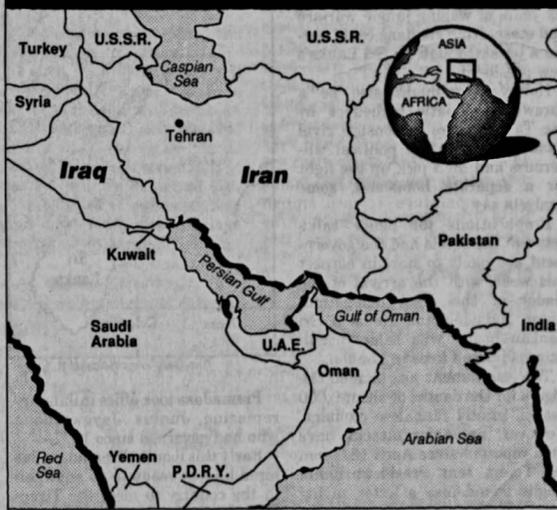 Turkey
U.S.S.R.
U.S.S.R.
ASIA
AFRICA
Caspian
Sea
Syria
Tehran
Iraq
Iran
Pakistan
Kuwait
Persian Gulf
Gulf of Oman
India
Saudi
Arabia
U.A.E.
Oman
Arabian Sea
Red
Sea
Yemen
P.D.R.Y.